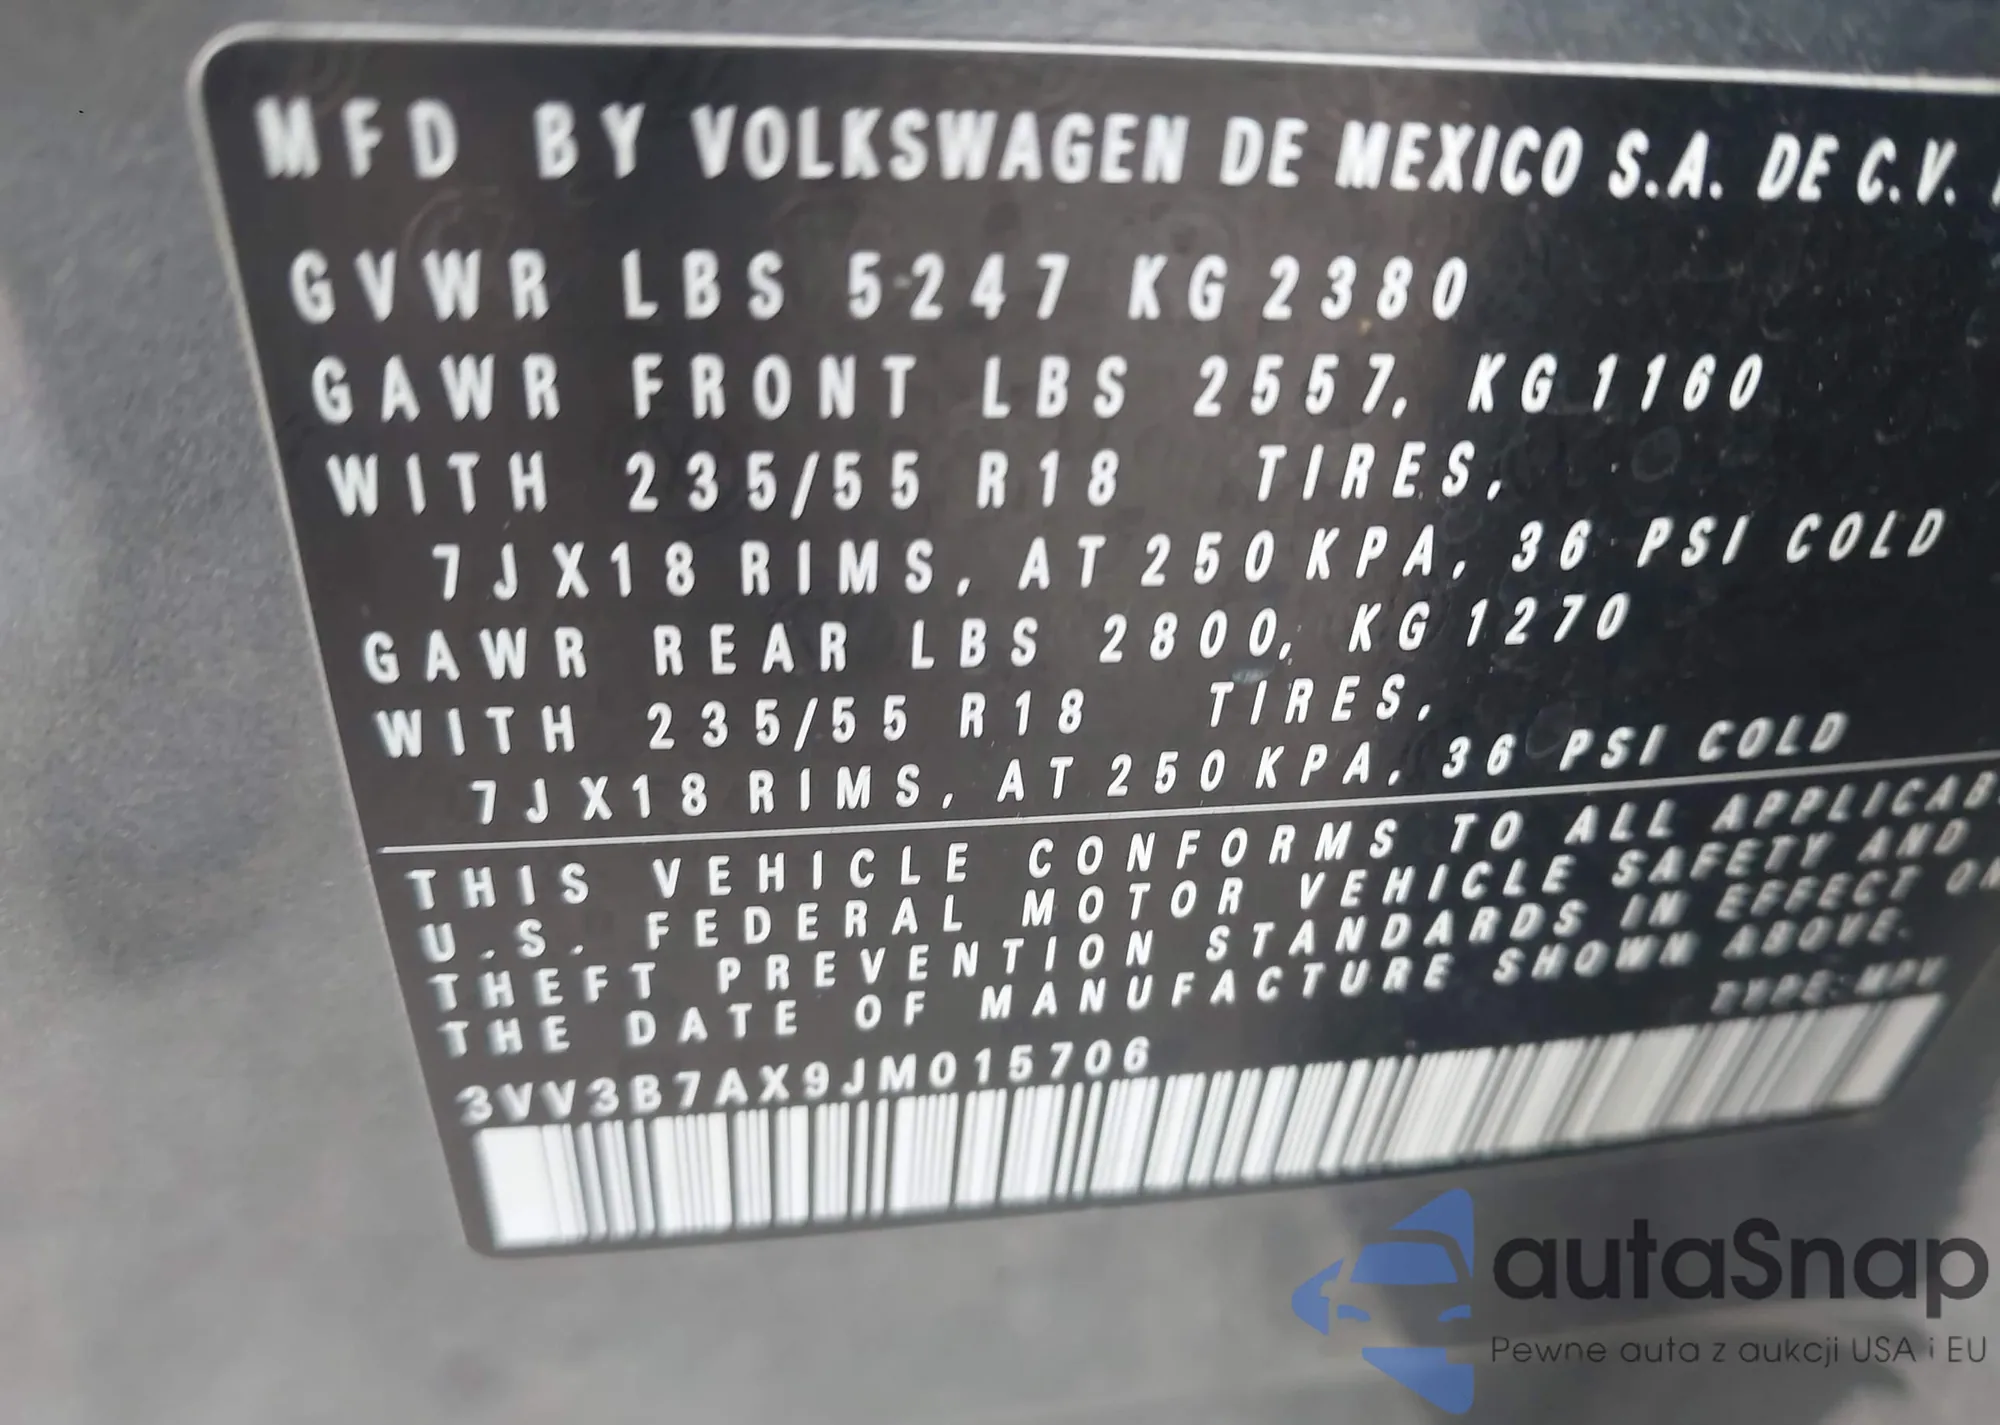 MFD BY VOLKSWAGEN DE MEXICO S.A. DE C.V.
GVWR LBS 5247 KG 2380
GAWR FRONT LBS 2557, KG 1160
WITH 235/55 R18 TIRES,
7JX18 RIMS, AT 250 KPA, 36 PSI COLD
GAWR REAR LBS 2800, KG 1270
WITH 235/55 R18 TIRES,
7JX18 RIMS, AT 250 KPA, 36 PSI COLD
THIS VEHICLE CONFORMS TO ALL APPLICAB
U.S. FEDERAL MOTOR VEHICLE SAFETY AND
THEFT PREVENTION STANDARDS IN EFFECT ON
THE DATE OF MANUFACTURE SHOWN ABOVE.
3VV3B7AX9JM015706 TYPE: MPV
autaSnap
Pewne auta z aukcji USA i EU